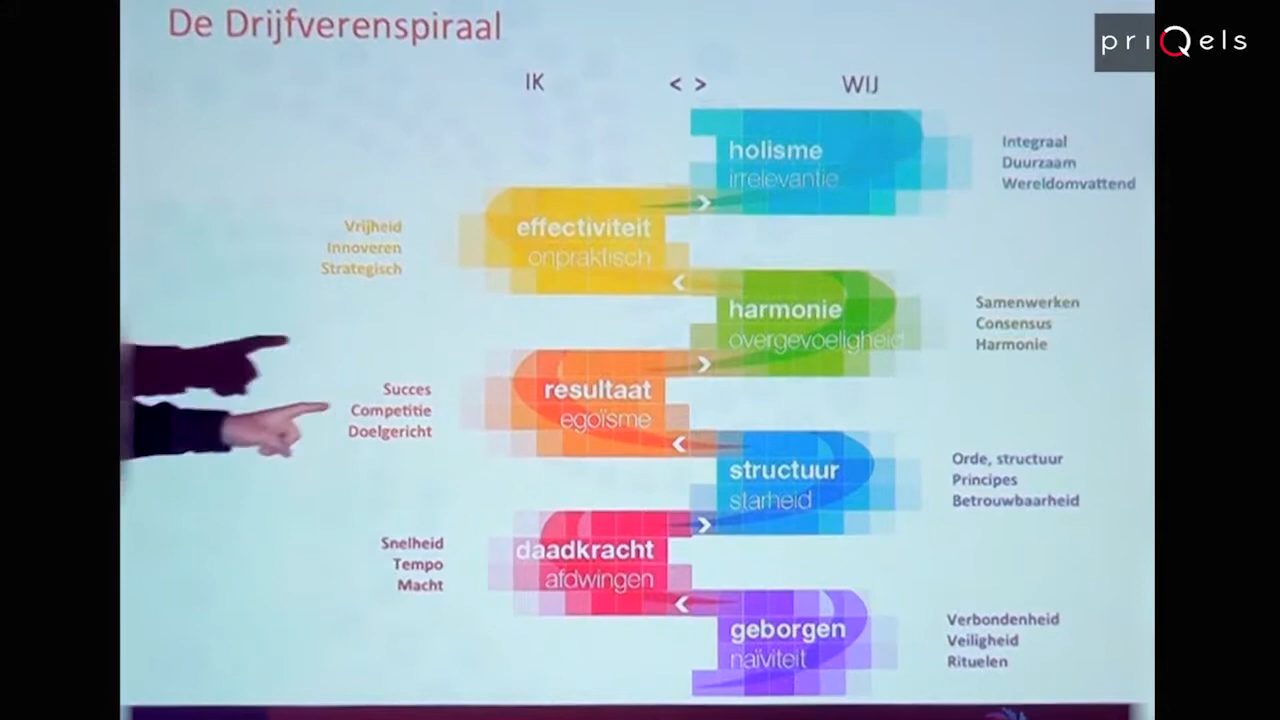 De Drijfverenspiraal
priQels
IK < > WIJ
holisme
irrelevantie
Integraal
Duurzaam
Wereldomvattend
Vrijheid
Innoveren
Strategisch
effectiviteit
onpraktisch
harmonie
overgevoeligheid
Samenwerken
Consensus
Harmonie
Succes
Competitie
Doelgericht
resultaat
egoïsme
structuur
starheid
Orde, structuur
Principes
Betrouwbaarheid
Snelheid
Tempo
Macht
daadkracht
afdwingen
geborgen
naïviteit
Verbondenheid
Veiligheid
Rituelen